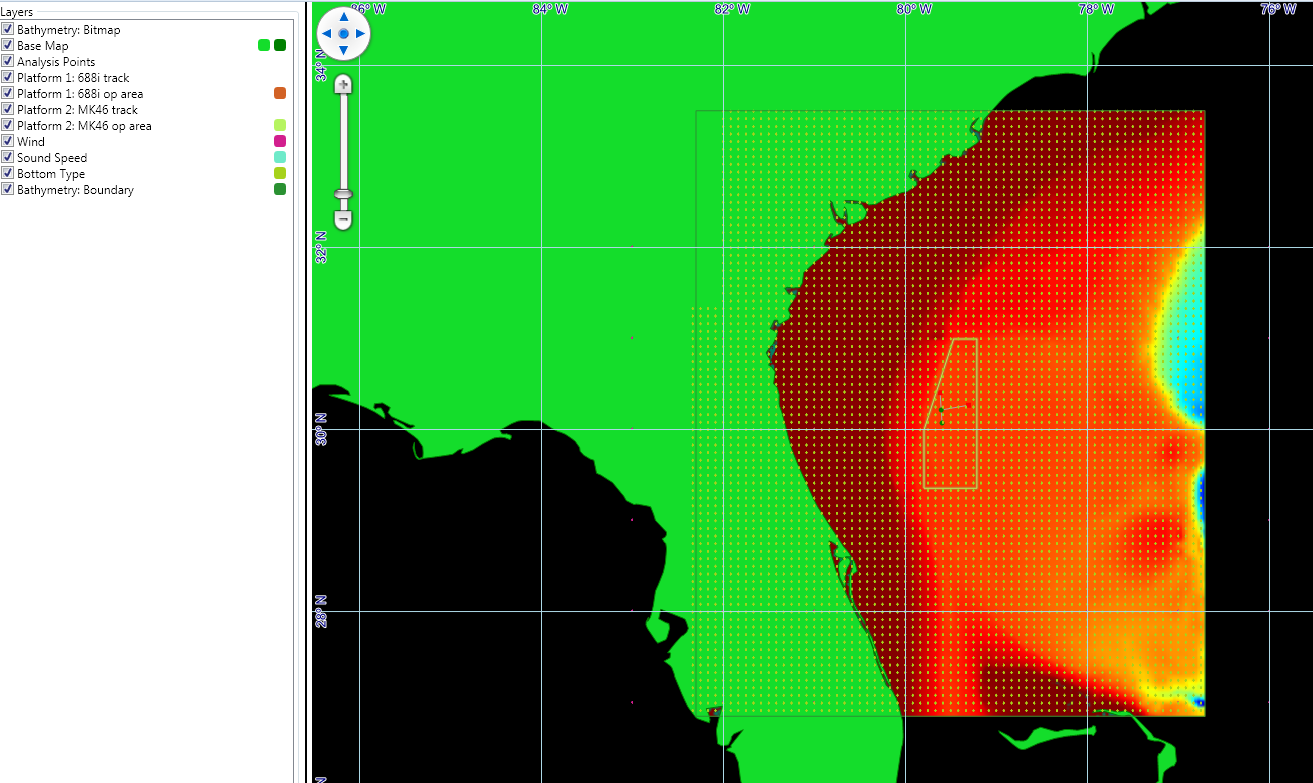 Layers
Bathymetry: Bitmap
Base Map
Analysis Points
Platform 1: 688i track
Platform 1: 688i op area
Platform 2: MK46 track
Platform 2: MK46 op area
Wind
Sound Speed
Bottom Type
Bathymetry: Boundary
84° W
82° W
80° W
78° W
76° W
34° N
32° N
30° N
28° N